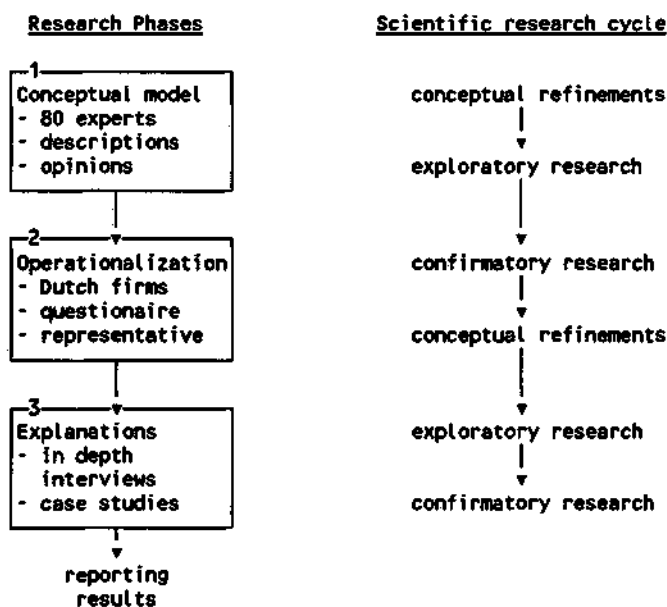 Research Phases
1
Conceptual model
- 80 experts
- descriptions
- opinions
2
Operationalization
- Dutch firms
- questionaire
- representative
3
Explanations
- In depth
interviews
- case studies
reporting
results
Scientific research cycle
conceptual refinements
exploratory research
confirmatory research
conceptual refinements
exploratory research
confirmatory research